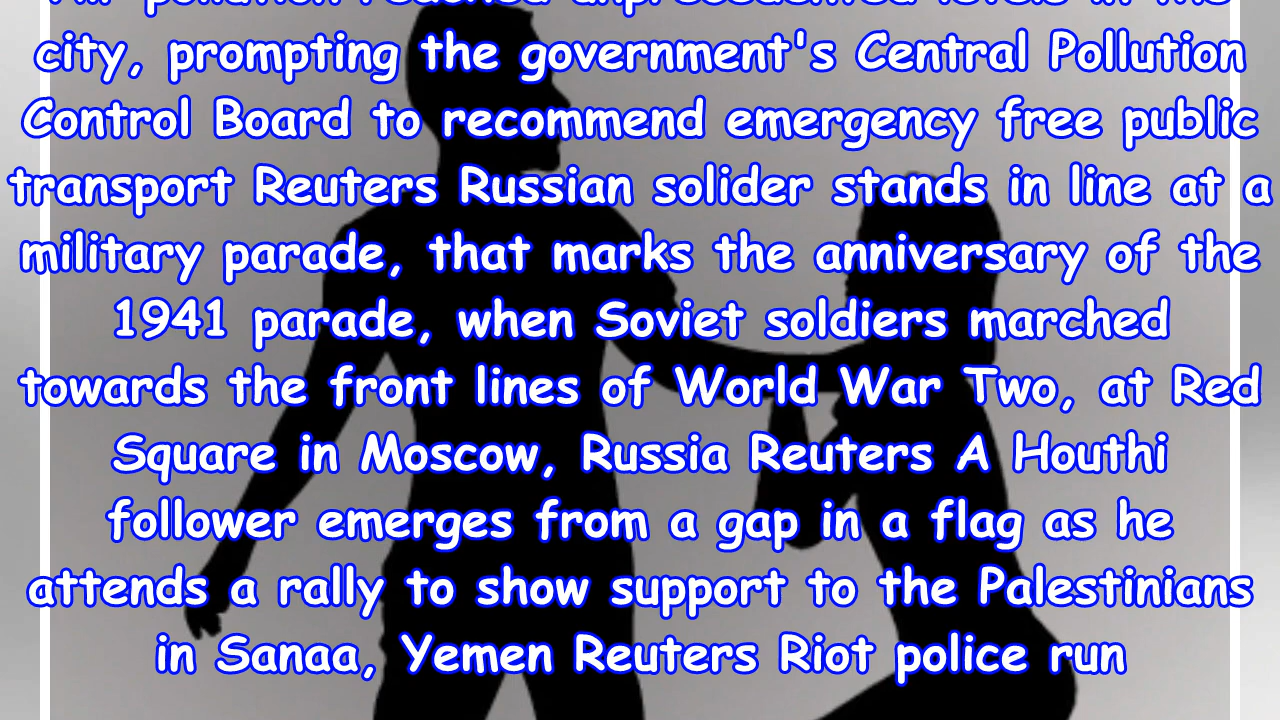 city, prompting the government's Central Pollution
Control Board to recommend emergency free public
transport Reuters Russian solider stands in line at a
military parade, that marks the anniversary of the
1941 parade, when Soviet soldiers marched
towards the front lines of World War Two, at Red
Square in Moscow, Russia Reuters A Houthi
follower emerges from a gap in a flag as he
attends a rally to show support to the Palestinians
in Sanaa, Yemen Reuters Riot police run